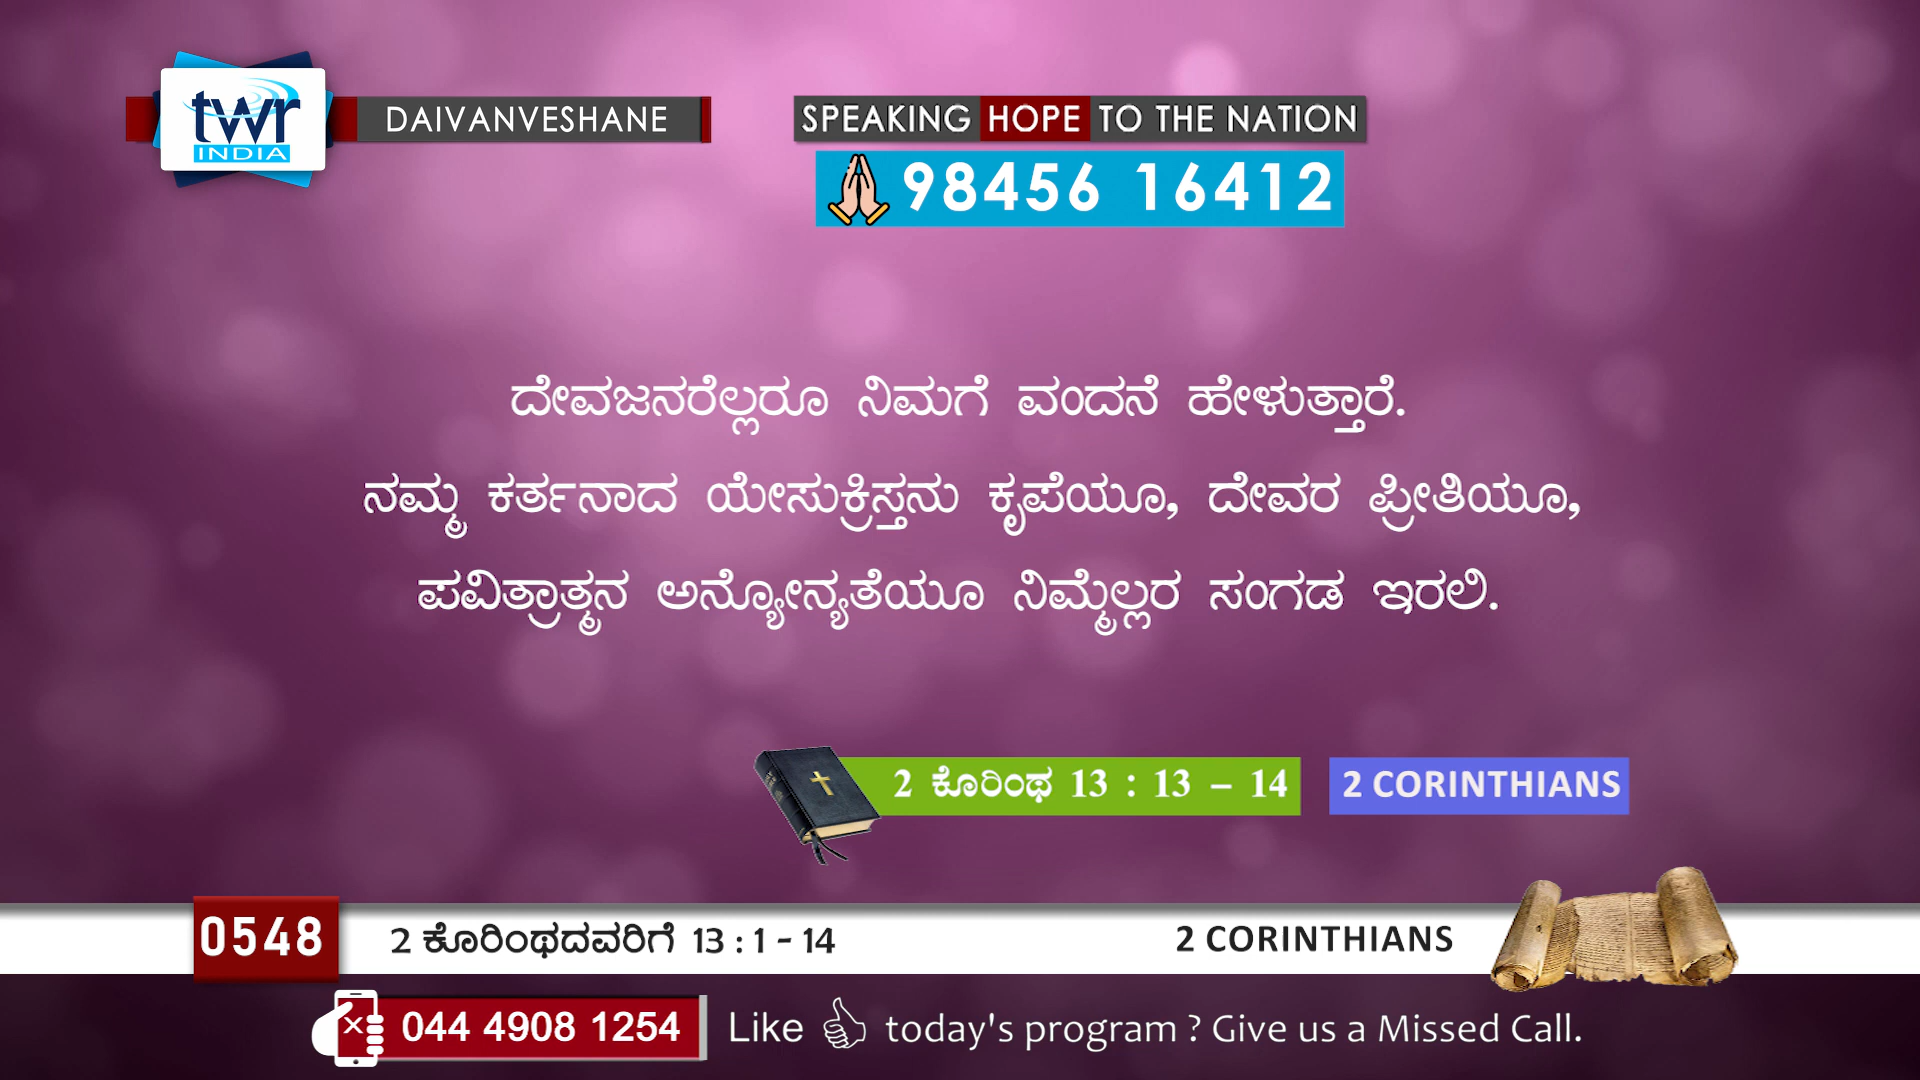 twr
INDIA
DAIVANVESHANE
SPEAKING HOPE TO THE NATION
98456 16412
ದೇವಜನರೆಲ್ಲರೂ ನಿಮಗೆ ವಂದನೆ ಹೇಳುತ್ತಾರೆ.
ನಮ್ಮ ಕರ್ತನಾದ ಯೇಸುಕ್ರಿಸ್ತನು ಕೃಪೆಯೂ, ದೇವರ ಪ್ರೀತಿಯೂ,
ಪವಿತ್ರಾತ್ಮನ ಅನ್ಯೋನ್ಯತೆಯೂ ನಿಮ್ಮೆಲ್ಲರ ಸಂಗಡ ಇರಲಿ.
2 ಕೊರಿಂಥ 13 : 13 – 14
2 CORINTHIANS
0548
2 ಕೊರಿಂಥದವರಿಗೆ 13 : 1 - 14
2 CORINTHIANS
044 4908 1254
Like today's program ? Give us a Missed Call.